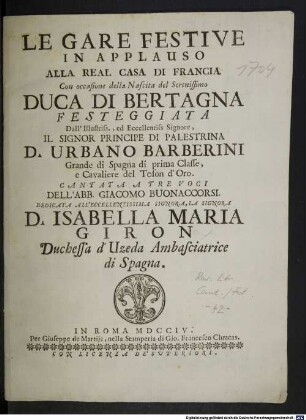 LE GARE FESTIVE
IN APPLAUSO
ALLA REAL CASA DI FRANCIA
1704
Con occasione della Nascita del Serenissimo
DUCA DI BERTAGNA
FESTEGGIATA
Dall'Illustriss., ed Eccellentiss Signore,
IL SIGNOR PRINCIPE DI PALESTRINA
D. URBANO BARBERINI
Grande di Spagna di prima Classe,
e Cavaliere del Toson d'Oro.
CANTATA A TRE VOCI
DELL'ABB. GIACOMO BUONACCORSI.
DEDICATA ALL'ECCELLENTISSIMA SIGNORA, LA SIGNORA
D. ISABELLA MARIA
GIRON
Duchessa d'Uzeda Ambasciatrice
di Spagna.
IN ROMA MDCCIV.
Per Giuseppe de Martiis, nella Stamperia di Gio. Francesco Chracas.
CON LICENZA DE'SUPERIORI.